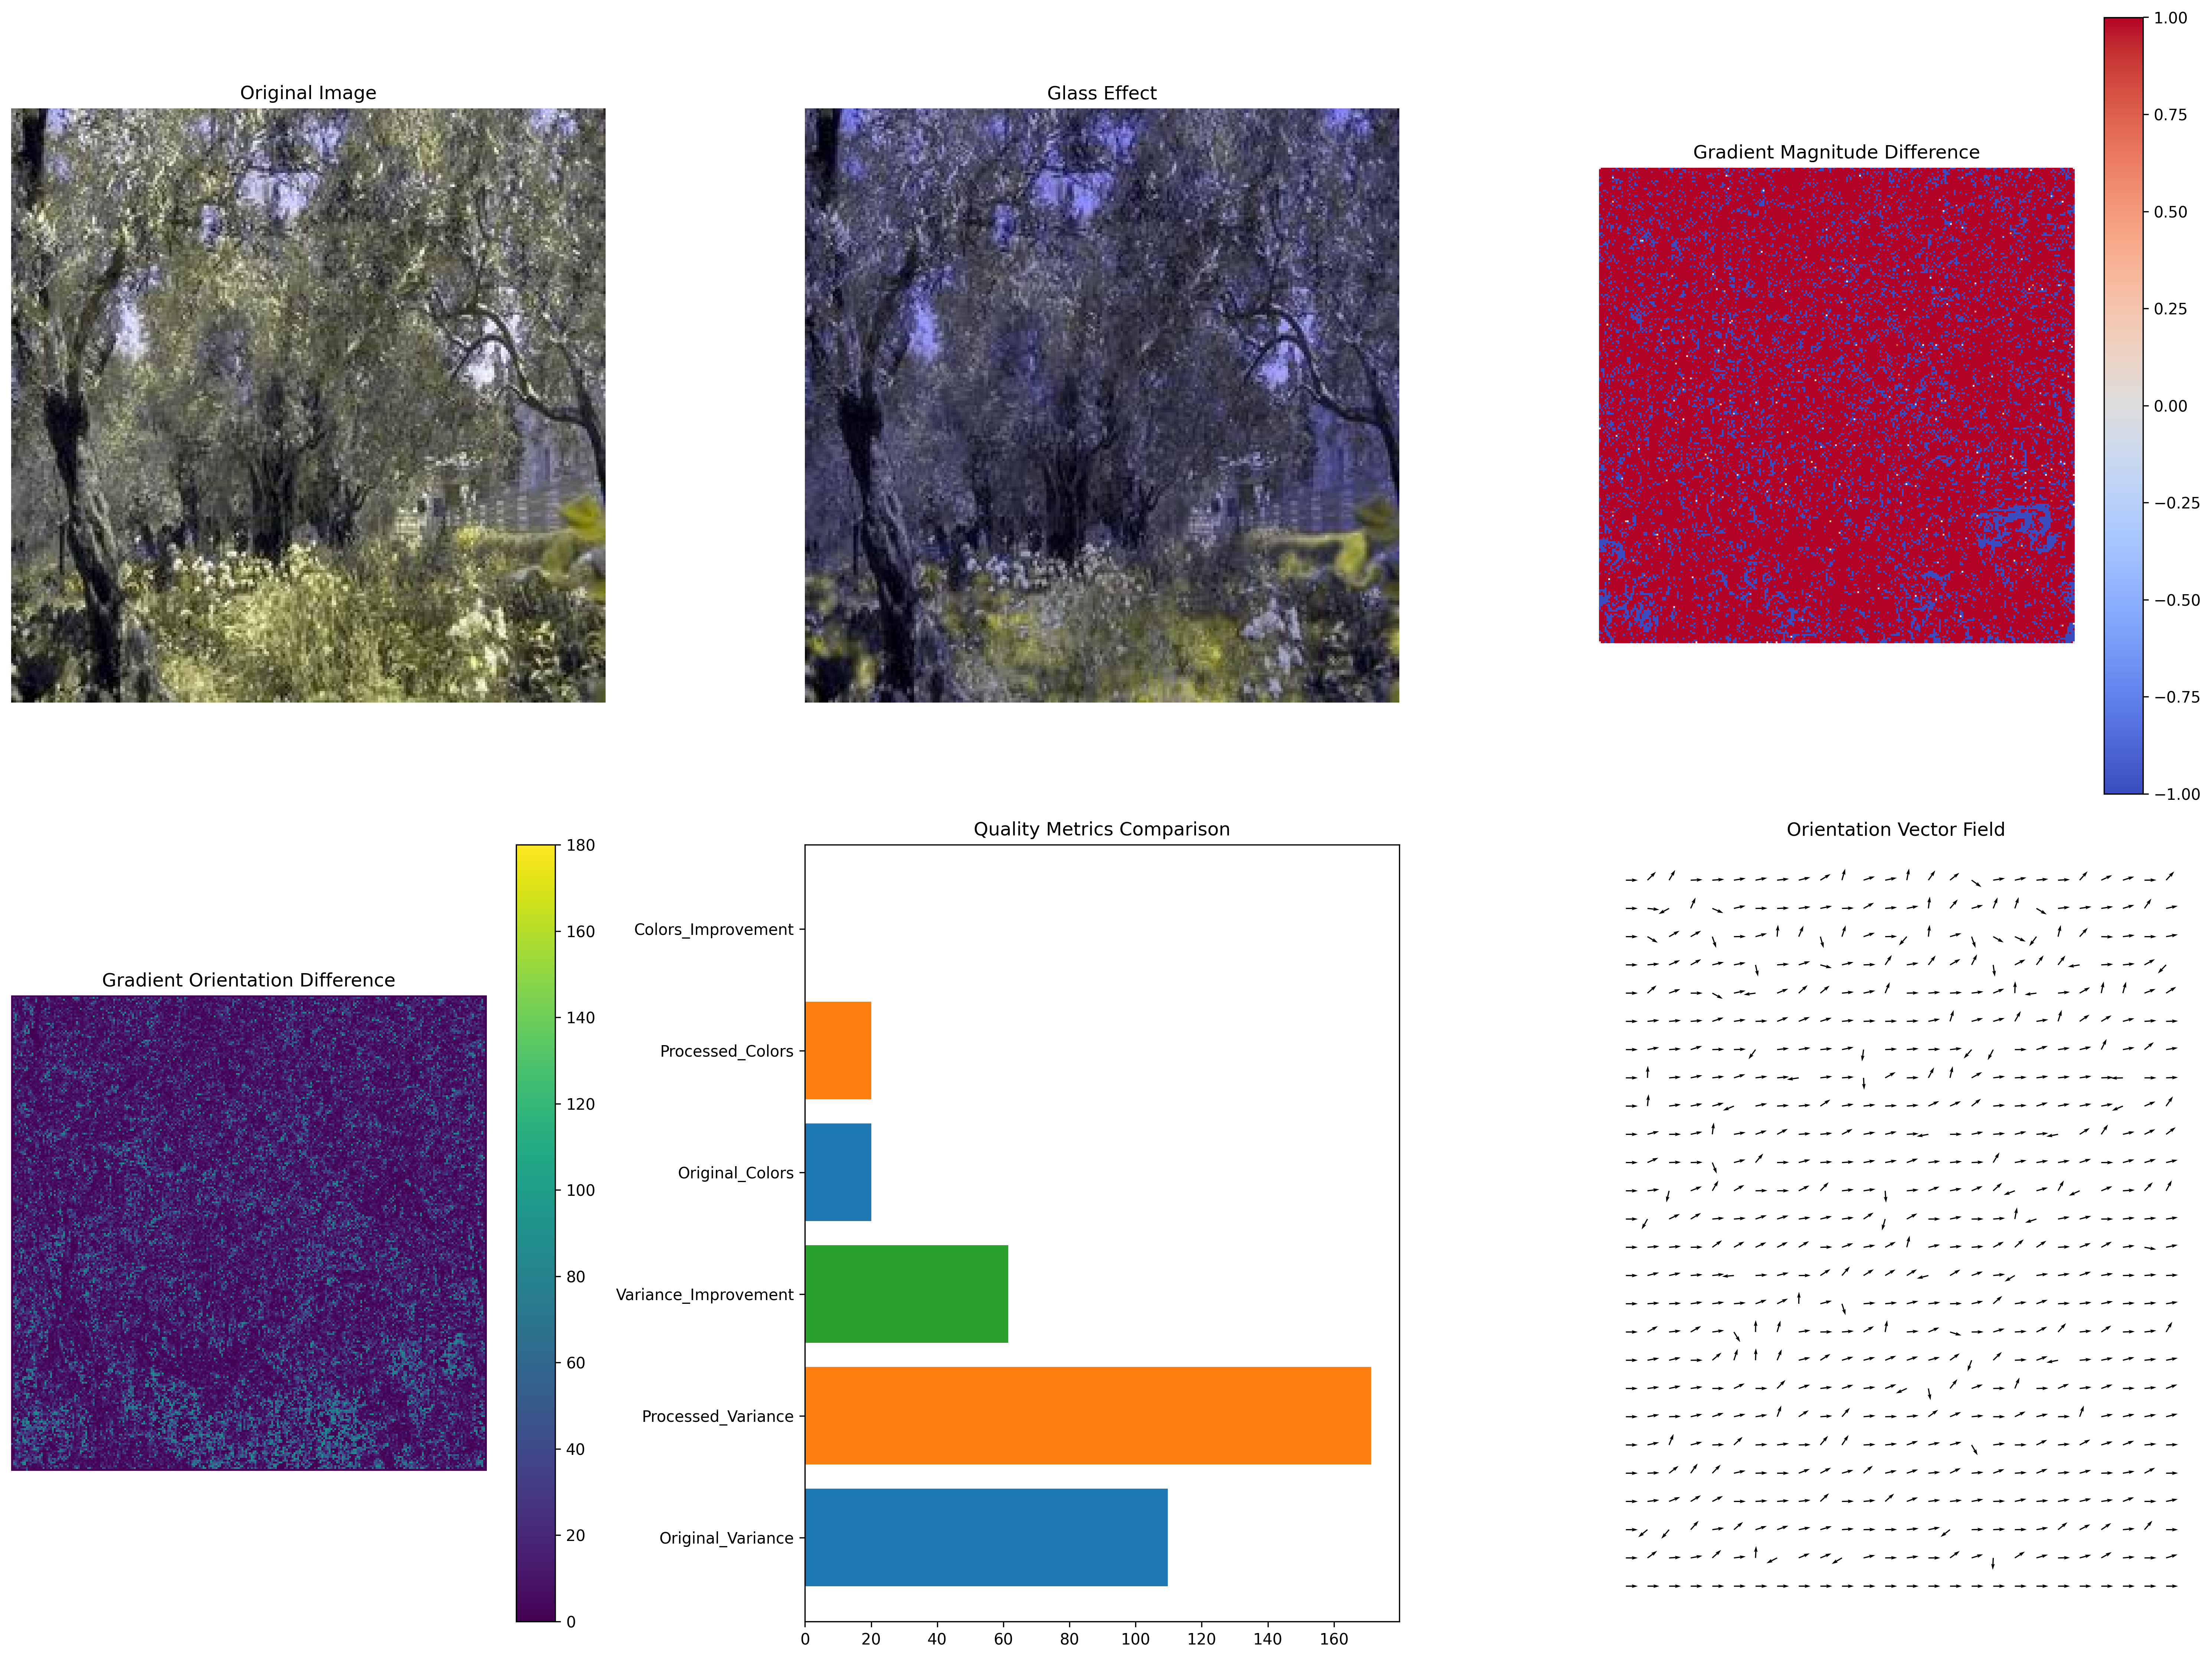 Original Image
Glass Effect
Gradient Magnitude Difference
1.00
0.75
0.50
0.25
0.00
−0.25
−0.50
−0.75
−1.00
Gradient Orientation Difference
180
160
140
120
100
80
60
40
20
0
Quality Metrics Comparison
Colors_Improvement
Processed_Colors
Original_Colors
Variance_Improvement
Processed_Variance
Original_Variance
0 20 40 60 80 100 120 140 160
Orientation Vector Field